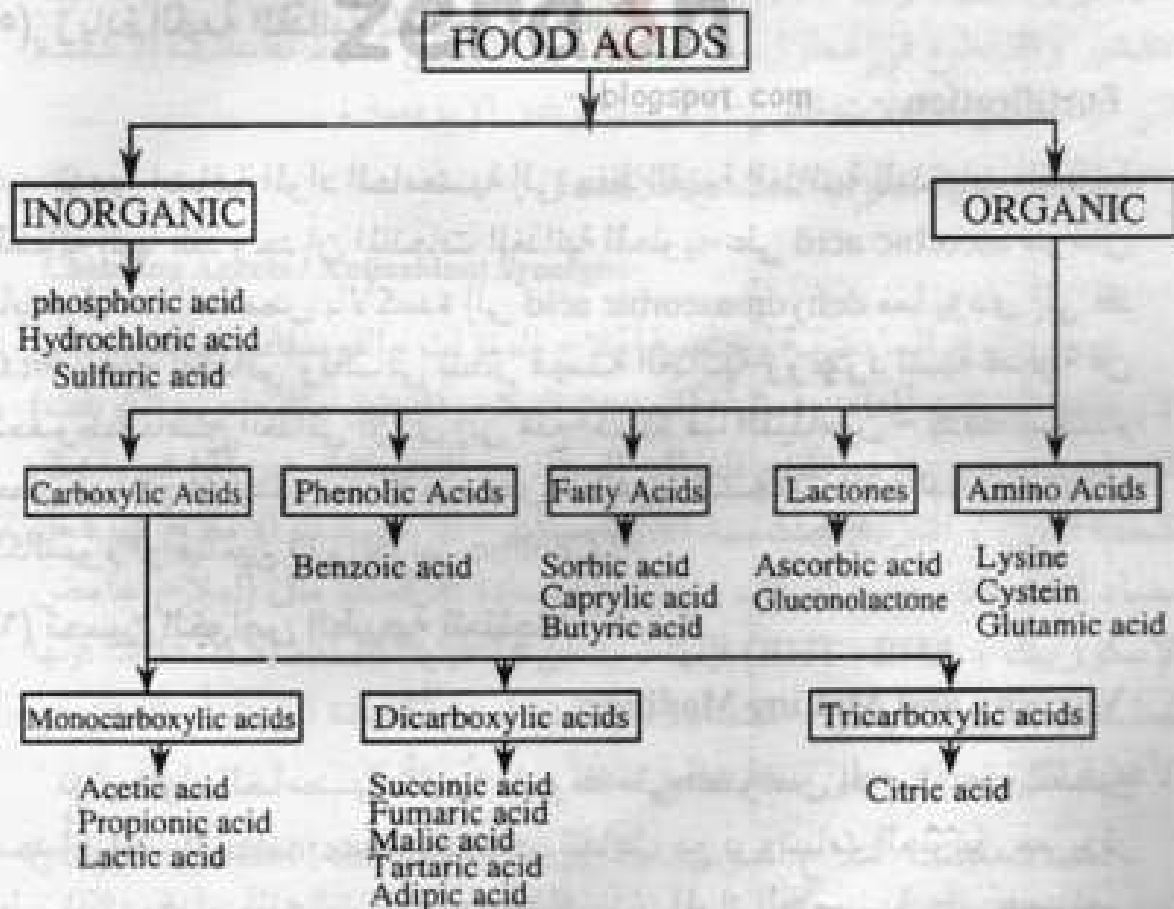 FOOD ACIDS
blogspot com
INORGANIC
ORGANIC
phosphoric acid
Hydrochloric acid
Sulfuric acid
Carboxylic Acids
Phenolic Acids
Fatty Acids
Lactones
Amino Acids
Benzoic acid
Sorbic acid
Caprylic acid
Butyric acid
Ascorbic acid
Gluconolactone
Lysine
Cystein
Glutamic acid
Monocarboxylic acids
Dicarboxylic acids
Tricarboxylic acids
Acetic acid
Propionic acid
Lactic acid
Succinic acid
Fumaric acid
Malic acid
Tartaric acid
Adipic acid
Citric acid